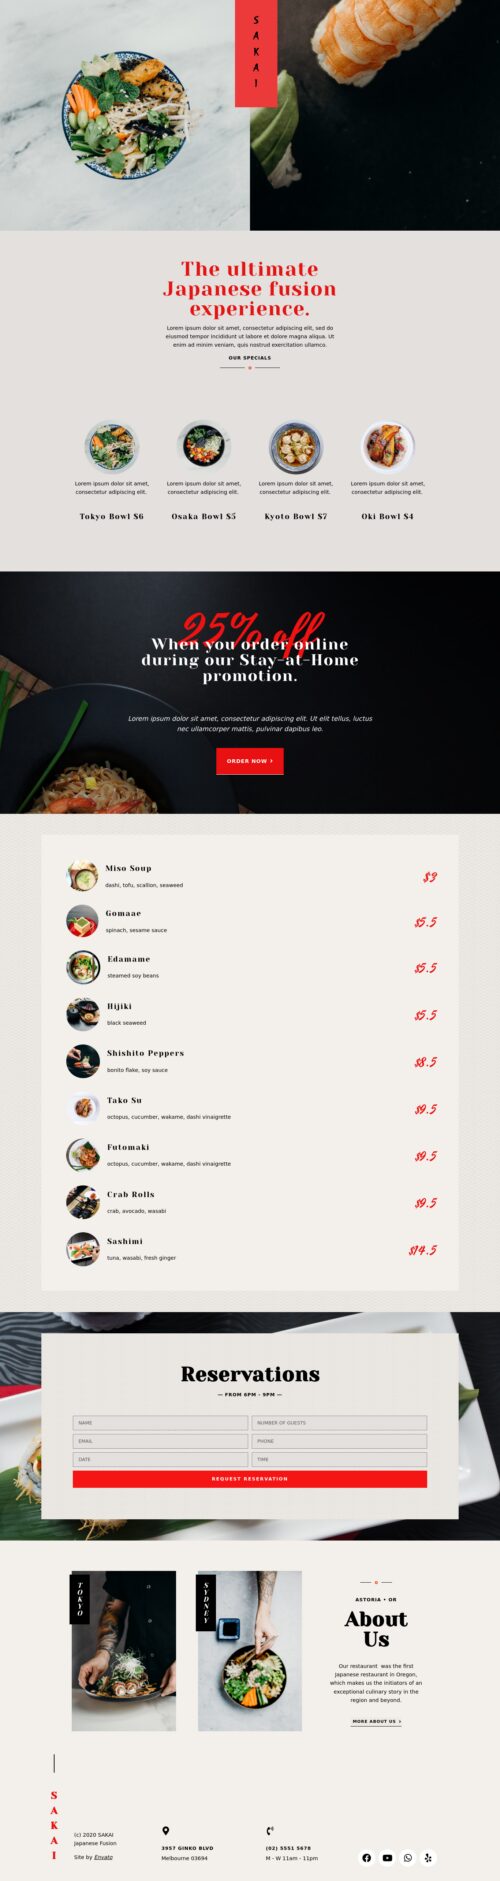 SAKAI
The ultimate
Japanese fusion
experience.
Lorem ipsum dolor sit amet, consectetur adipiscing elit, sed do
eiusmod tempor incididunt ut labore et dolore magna aliqua. Ut
enim ad minim veniam, quis nostrud exercitation ullamco.
OUR SPECIALS
Lorem ipsum dolor sit amet,
consectetur adipiscing elit.
Tokyo Bowl $6
Lorem ipsum dolor sit amet,
consectetur adipiscing elit.
Osaka Bowl $5
Lorem ipsum dolor sit amet,
consectetur adipiscing elit.
Kyoto Bowl $7
Lorem ipsum dolor sit amet,
consectetur adipiscing elit.
Oki Bowl $4
25% off
When you order online
during our Stay-at-Home
promotion.
Lorem ipsum dolor sit amet, consectetur adipiscing elit. Ut elit tellus, luctus
nec ullamcorper mattis, pulvinar dapibus leo.
ORDER NOW >
Miso Soup
dashi, tofu, scallion, seaweed
$3
Gomaae
spinach, sesame sauce
$5.5
Edamame
steamed soy beans
$5.5
Hijiki
black seaweed
$5.5
Shishito Peppers
bonito flake, soy sauce
$8.5
Tako Su
octopus, cucumber, wakame, dashi vinaigrette
$9.5
Futomaki
octopus, cucumber, wakame, dashi vinaigrette
$9.5
Crab Rolls
crab, avocado, wasabi
$9.5
Sashimi
tuna, wasabi, fresh ginger
$14.5
Reservations
— FROM 6PM - 9PM —
NAME
NUMBER OF GUESTS
EMAIL
PHONE
DATE
TIME
REQUEST RESERVATION
TOKYO
SYDNEY
ASTORIA • OR
About
Us
Our restaurant was the first
Japanese restaurant in Oregon,
which makes us the initiators of an
exceptional culinary story in the
region and beyond.
MORE ABOUT US >
SAKAI
(c) 2020 SAKAI
Japanese Fusion
Site by Envato
3957 GINKO BLVD
Melbourne 03694
(02) 5551 5678
M - W 11am - 11pm